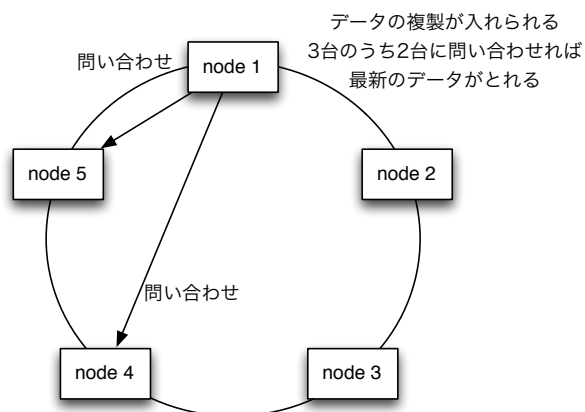 データの複製が入れられる
3台のうち2台に問い合わせれば
最新のデータがとれる
問い合わせ
node 1
node 5
node 2
問い合わせ
node 4
node 3